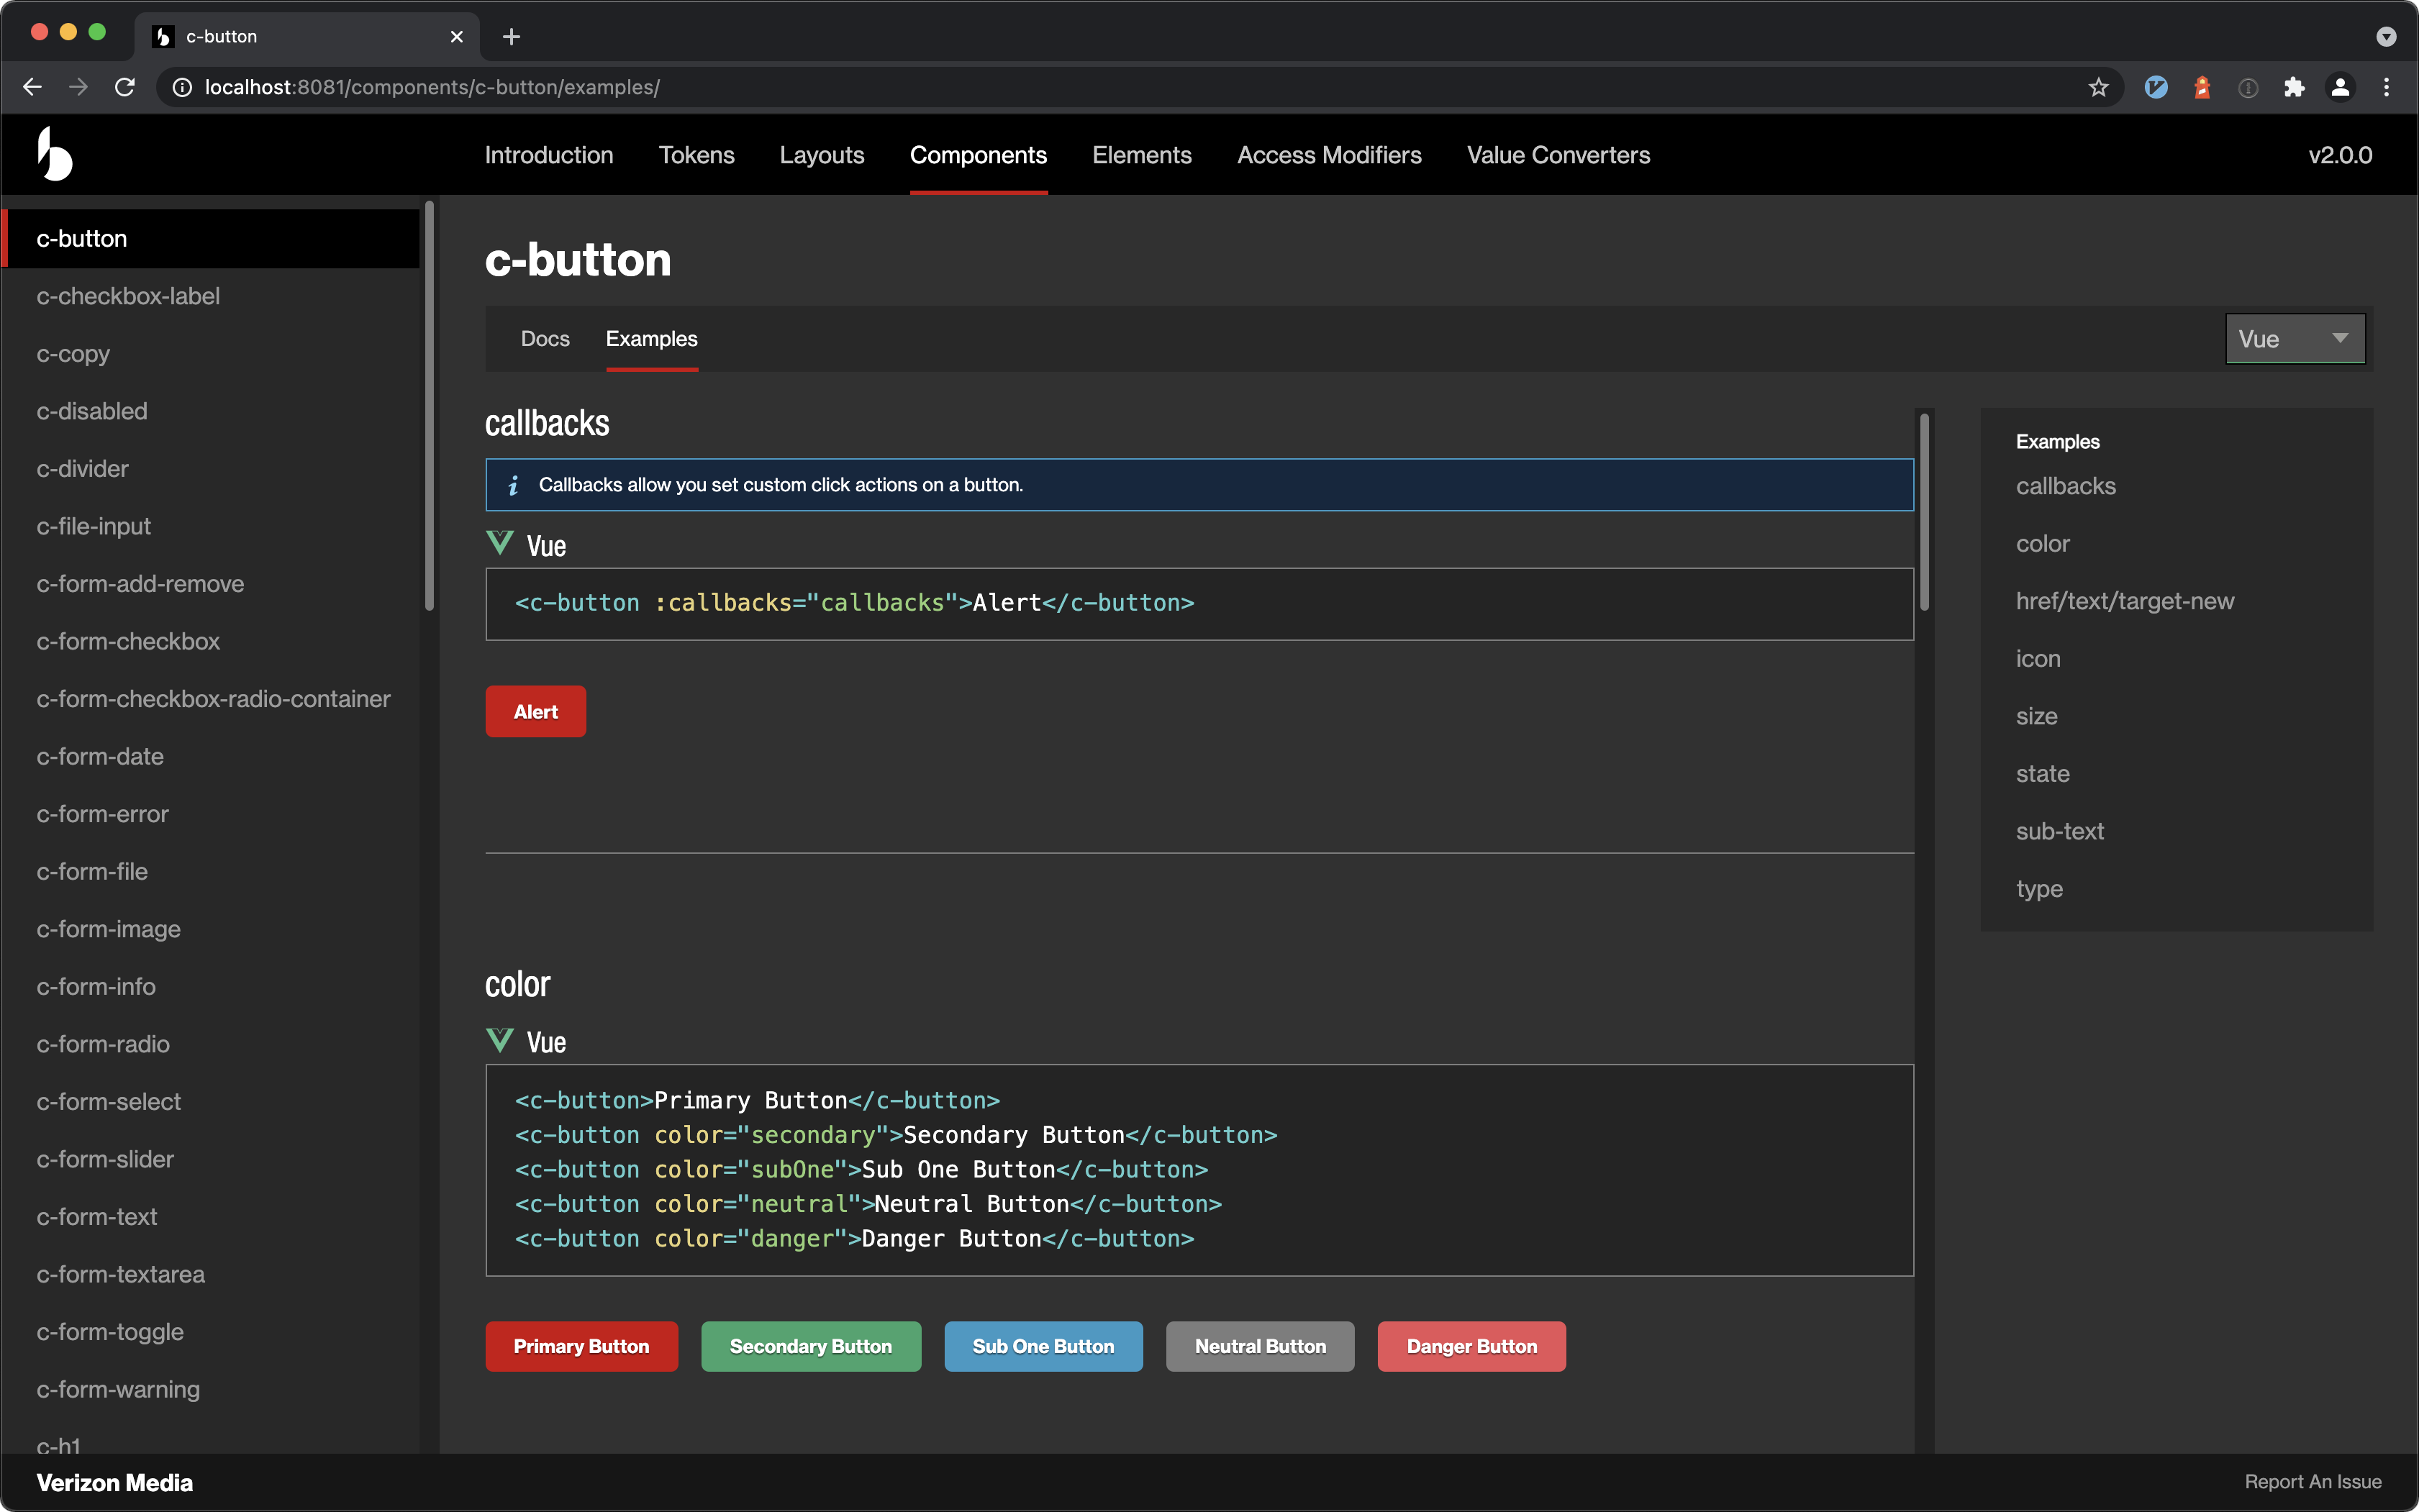 c-button
localhost:8081/components/c-button/examples/
Introduction Tokens Layouts Components Elements Access Modifiers Value Converters v2.0.0
c-button
c-checkbox-label
c-copy
c-disabled
c-divider
c-file-input
c-form-add-remove
c-form-checkbox
c-form-checkbox-radio-container
c-form-date
c-form-error
c-form-file
c-form-image
c-form-info
c-form-radio
c-form-select
c-form-slider
c-form-text
c-form-textarea
c-form-toggle
c-form-warning
c-h1
c-button
Docs Examples Vue
callbacks
i Callbacks allow you set custom click actions on a button.
Vue
<c-button :callbacks="callbacks">Alert</c-button>
Alert
color
Vue
<c-button>Primary Button</c-button>
<c-button color="secondary">Secondary Button</c-button>
<c-button color="subOne">Sub One Button</c-button>
<c-button color="neutral">Neutral Button</c-button>
<c-button color="danger">Danger Button</c-button>
Primary Button Secondary Button Sub One Button Neutral Button Danger Button
Examples
callbacks
color
href/text/target-new
icon
size
state
sub-text
type
Verizon Media Report An Issue